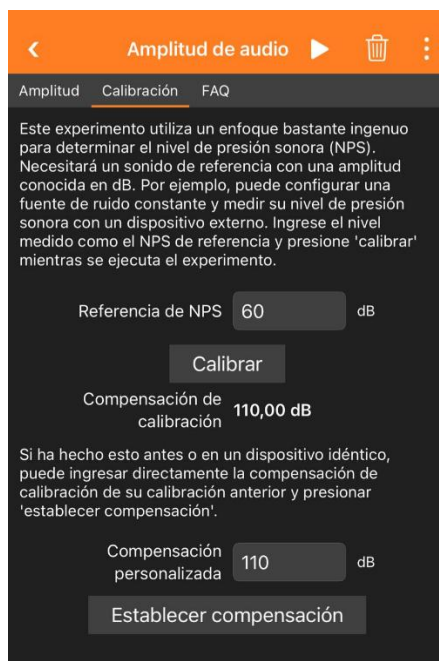 Amplitud de audio
Amplitud Calibración FAQ
Este experimento utiliza un enfoque bastante ingenuo
para determinar el nivel de presión sonora (NPS).
Necesitará un sonido de referencia con una amplitud
conocida en dB. Por ejemplo, puede configurar una
fuente de ruido constante y medir su nivel de presión
sonora con un dispositivo externo. Ingrese el nivel
medido como el NPS de referencia y presione 'calibrar'
mientras se ejecuta el experimento.
Referencia de NPS 60 dB
Calibrar
Compensación de
calibración 110,00 dB
Si ha hecho esto antes o en un dispositivo idéntico,
puede ingresar directamente la compensación de
calibración de su calibración anterior y presionar
'establecer compensación'.
Compensación
personalizada 110 dB
Establecer compensación